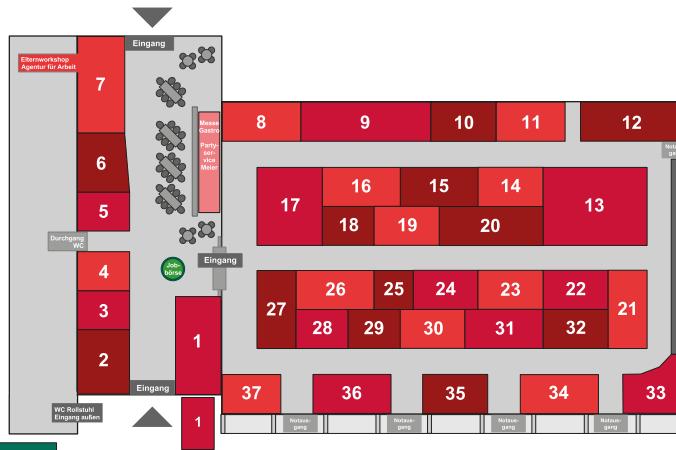 Eingang
Elternworkshop
Agentur für Arbeit
7
8
9
10
11
12
Messe
Gastro
Party-
ser-
vice
Meier
6
5
16
15
14
17
13
18
19
20
Durchgang
WC
Eingang
Job-
börse
4
3
2
1
26
25
24
23
22
27
21
28
29
30
31
32
Eingang
37
36
35
34
33
WC Rollstuhl
Eingang außen
1
Notaus-
gang
Notaus-
gang
Notaus-
gang
Notaus-
gang